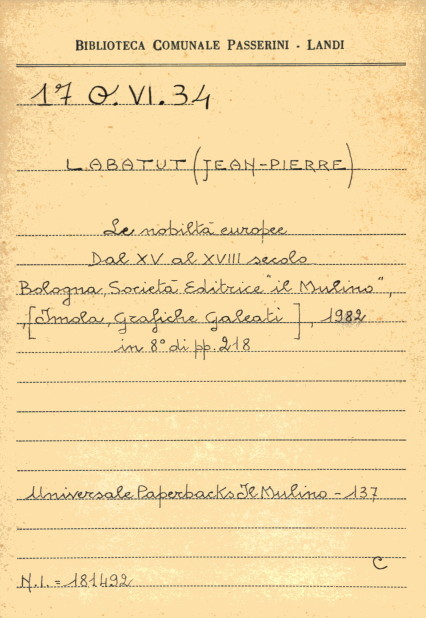 BIBLIOTECA COMUNALE PASSERINI - LANDI
17 O.VI.34
LABATUT (JEAN-PIERRE)
Le nobiltà europee
Dal XV al XVIII secolo
Bologna, Società Editrice "il Mulino",
,[Imola, Grafiche Galeati], 1982
in 8° di pp. 218
Universale Paperbacks Il Mulino - 137
C
N.I. = 181492